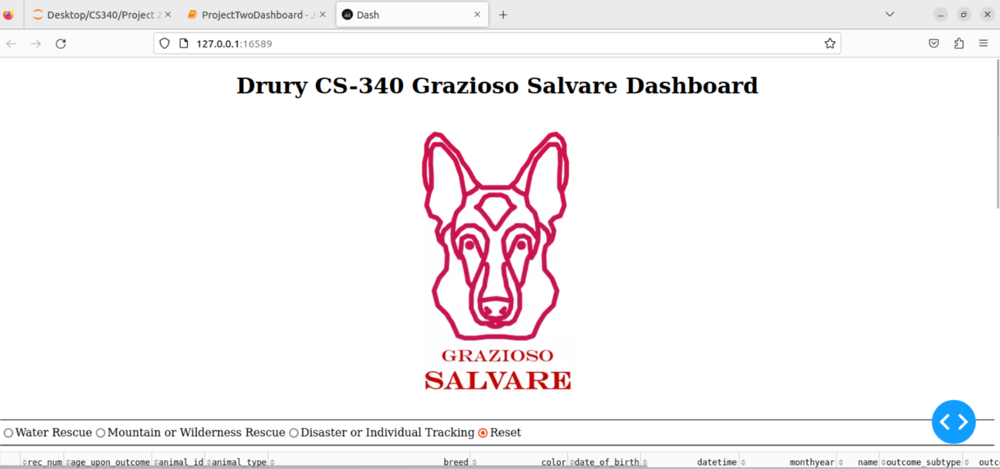 Desktop/CS340/Project 2
ProjectTwoDashboard - J
Dash
127.0.0.1:16589
Drury CS-340 Grazioso Salvare Dashboard
GRAZIOSO
SALVARE
Water Rescue Mountain or Wilderness Rescue Disaster or Individual Tracking Reset
rec_num age_upon_outcome animal_id animal_type breed color date_of_birth datetime monthyear name outcome_subtype outc